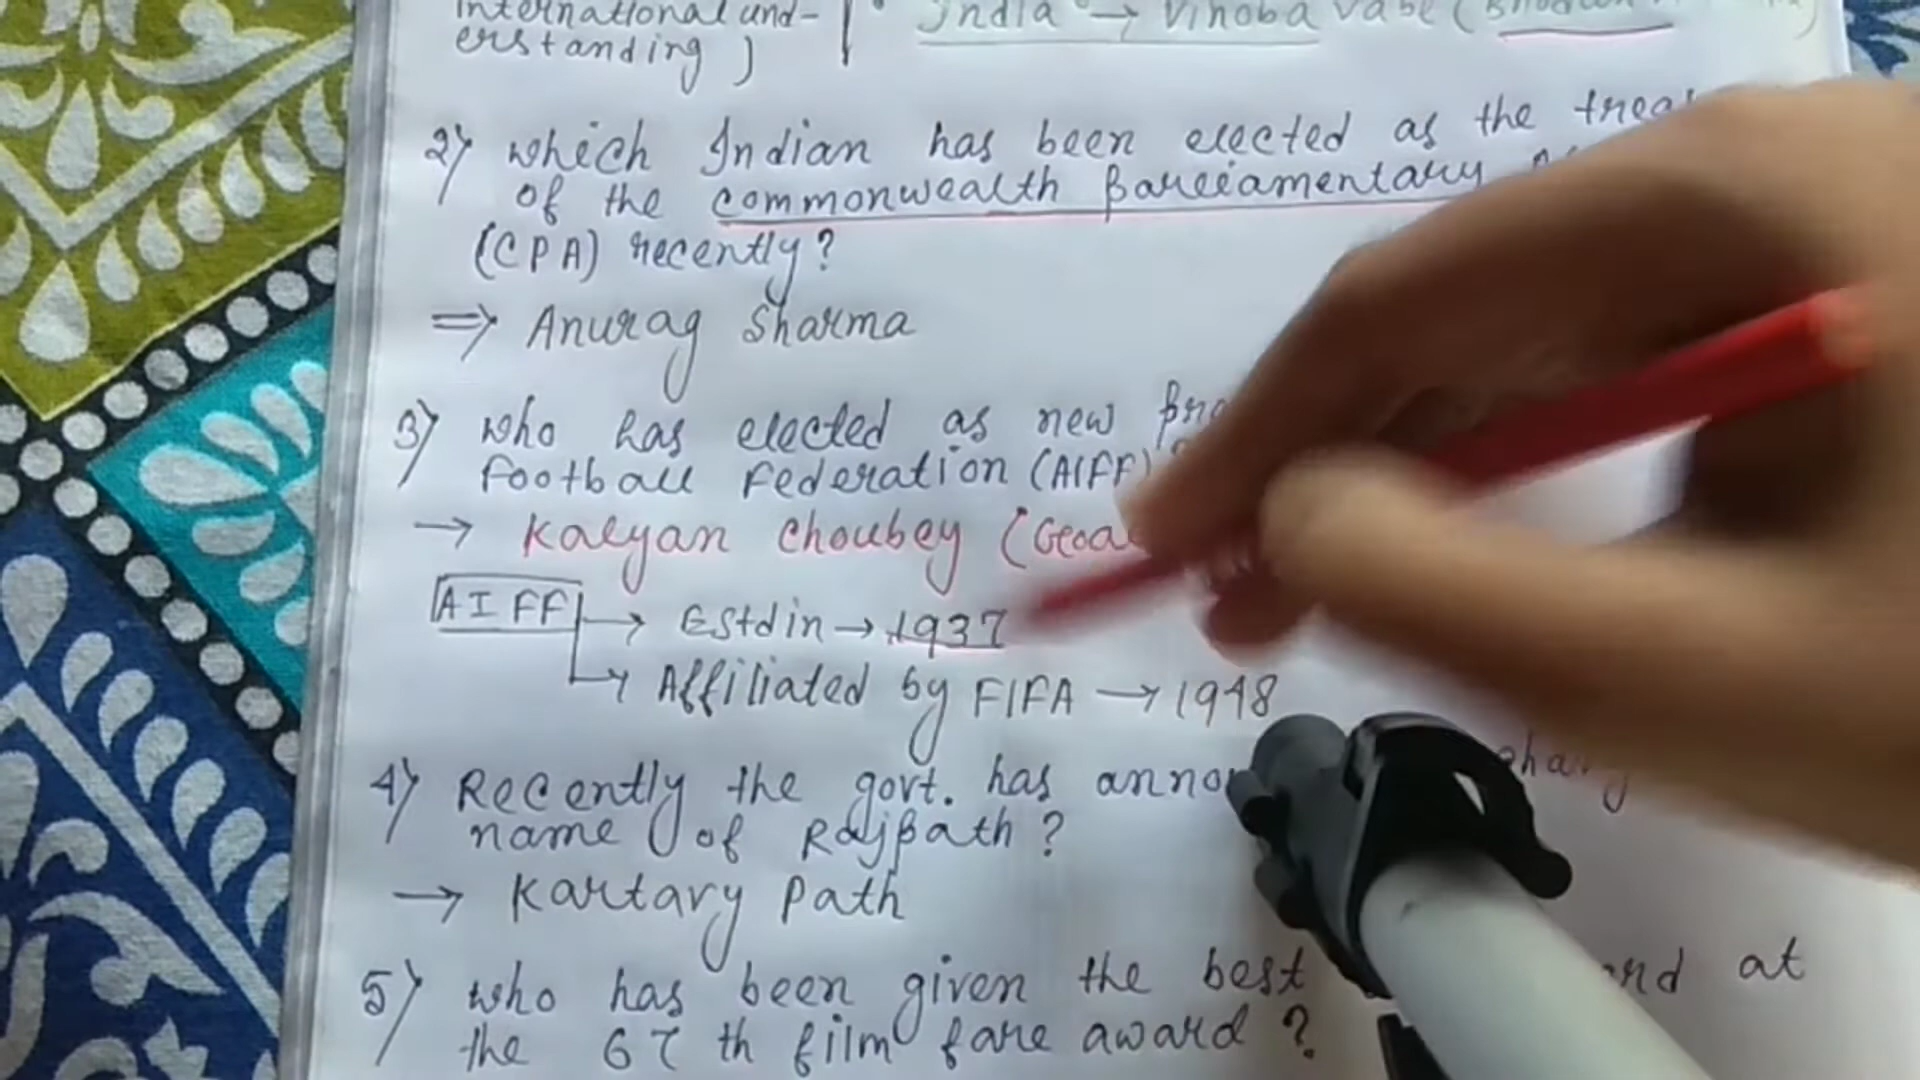 international und-
erstanding)
India → Vinoba
2) which Indian has been elected as the
of the commonwealth Parliamentary
(CPA) recently?
⇒ Anurag Sharma
3) who has elected as new
football Federation (AIFF)
→ Kalyan Choubey (Goal
AIFF → Estd in → 1937
→ Affiliated by FIFA → 1948
4) Recently the govt. has
name of Rajpath?
→ Kartavy Path
5) who has been given the best at
the 67th film fare award?